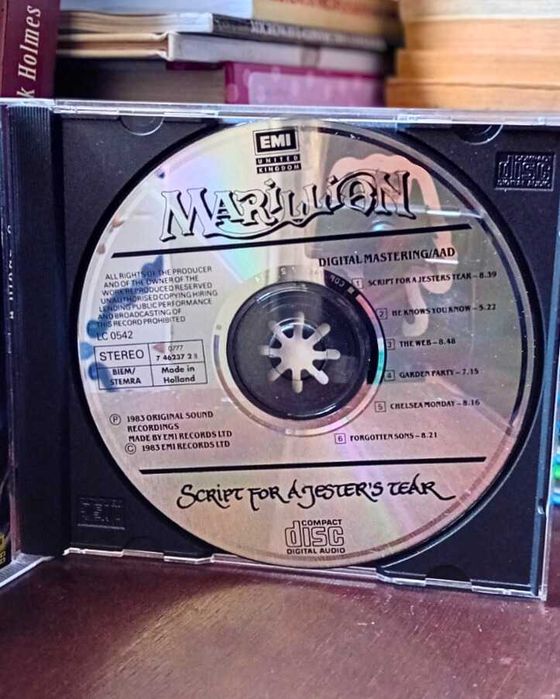 k Holmes
EMI
UNITED
KINGDOM
MARILLION
DIGITAL MASTERING/AAD
ALL RIGHTS OF THE PRODUCER
AND OF THE OWNER OF THE
WORK REPRODUCED RESERVED
UNAUTHORISED COPYING HIRING
LENDING PUBLIC PERFORMANCE
AND BROADCASTING OF
THIS RECORD PROHIBITED
LC 0542
STEREO
0777
7 46237 2 8
BIEM/
STEMRA
Made in
Holland
1 SCRIPT FOR A JESTERS TEAR – 8.39
2 HE KNOWS YOU KNOW – 5.22
3 THE WEB – 8.48
4 GARDEN PARTY – 7.15
5 CHELSEA MONDAY – 8.16
6 FORGOTTEN SONS – 8.21
Ⓟ 1983 ORIGINAL SOUND
RECORDINGS
MADE BY EMI RECORDS LTD
© 1983 EMI RECORDS LTD
SCRIPT FOR A JESTER'S TEAR
COMPACT
disc
DIGITAL AUDIO